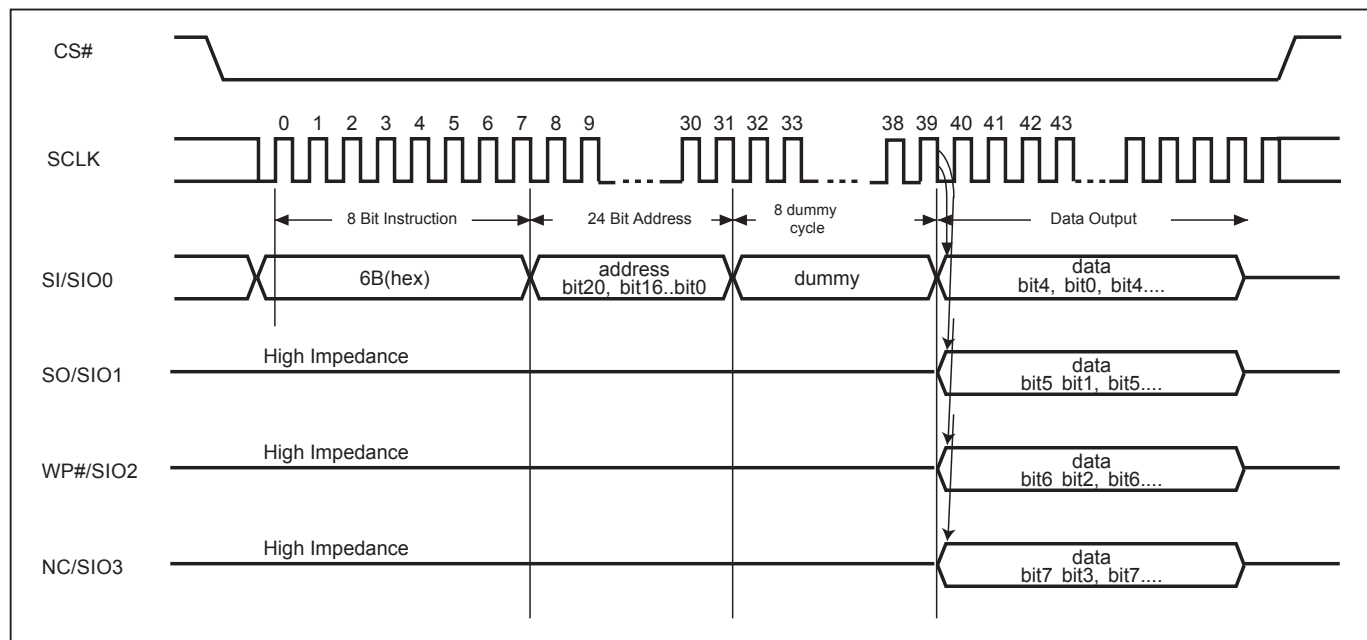 CS#
0 1 2 3 4 5 6 7 8 9 30 31 32 33 38 39 40 41 42 43
SCLK
8 Bit Instruction
24 Bit Address
8 dummy
cycle
Data Output
SI/SIO0
6B(hex)
address
bit20, bit16..bit0
dummy
data
bit4, bit0, bit4....
High Impedance
SO/SIO1
data
bit5 bit1, bit5....
High Impedance
WP#/SIO2
data
bit6 bit2, bit6....
High Impedance
NC/SIO3
data
bit7 bit3, bit7....